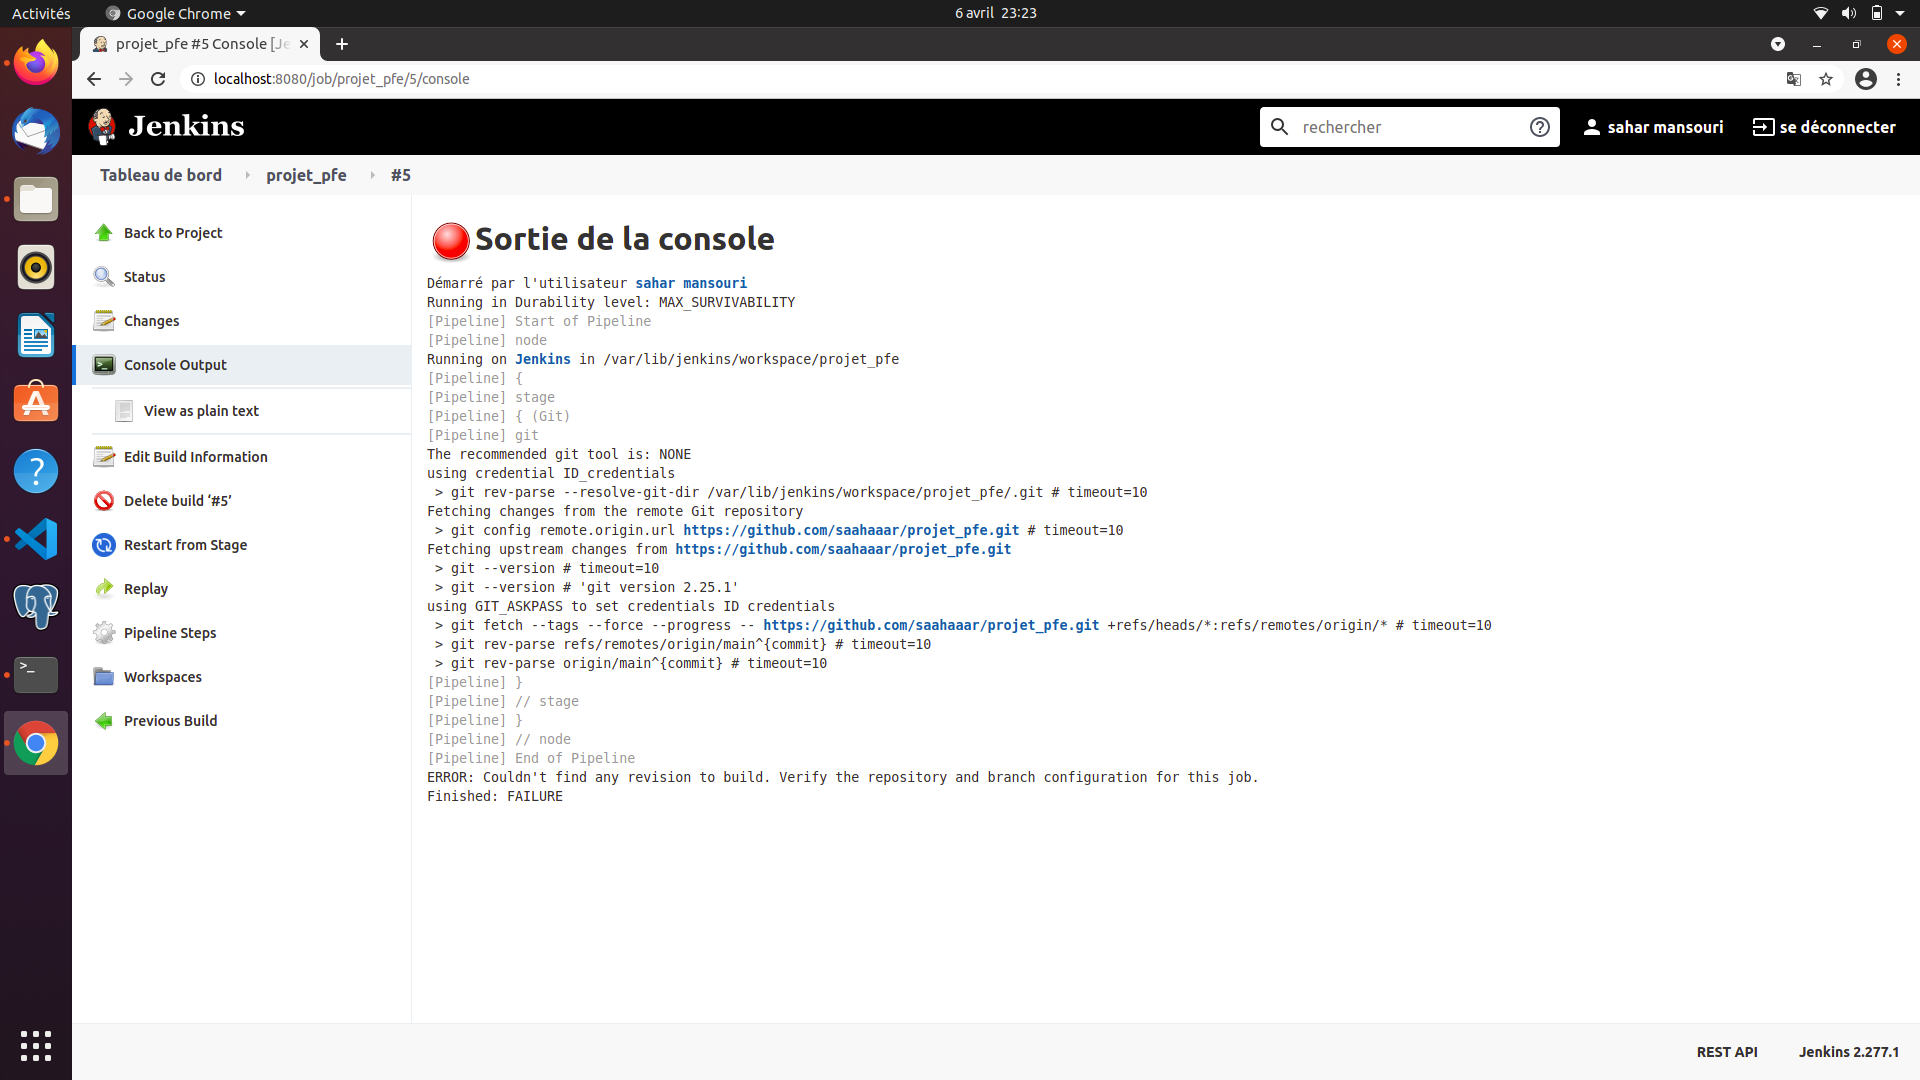 Activités
Google Chrome
6 avril 23:23
projet_pfe #5 Console [Je
localhost:8080/job/projet_pfe/5/console
Jenkins
rechercher
sahar mansouri
se déconnecter
Tableau de bord
projet_pfe
#5
Back to Project
Status
Changes
Console Output
View as plain text
Edit Build Information
Delete build ‘#5’
Restart from Stage
Replay
Pipeline Steps
Workspaces
Previous Build
Sortie de la console
Démarré par l'utilisateur sahar mansouri
Running in Durability level: MAX_SURVIVABILITY
[Pipeline] Start of Pipeline
[Pipeline] node
Running on Jenkins in /var/lib/jenkins/workspace/projet_pfe
[Pipeline] {
[Pipeline] stage
[Pipeline] { (Git)
[Pipeline] git
The recommended git tool is: NONE
using credential ID_credentials
> git rev-parse --resolve-git-dir /var/lib/jenkins/workspace/projet_pfe/.git # timeout=10
Fetching changes from the remote Git repository
> git config remote.origin.url https://github.com/saahaaar/projet_pfe.git # timeout=10
Fetching upstream changes from https://github.com/saahaaar/projet_pfe.git
> git --version # timeout=10
> git --version # 'git version 2.25.1'
using GIT_ASKPASS to set credentials ID credentials
> git fetch --tags --force --progress -- https://github.com/saahaaar/projet_pfe.git +refs/heads/*:refs/remotes/origin/* # timeout=10
> git rev-parse refs/remotes/origin/main^{commit} # timeout=10
> git rev-parse origin/main^{commit} # timeout=10
[Pipeline] }
[Pipeline] // stage
[Pipeline] }
[Pipeline] // node
[Pipeline] End of Pipeline
ERROR: Couldn't find any revision to build. Verify the repository and branch configuration for this job.
Finished: FAILURE
REST API
Jenkins 2.277.1